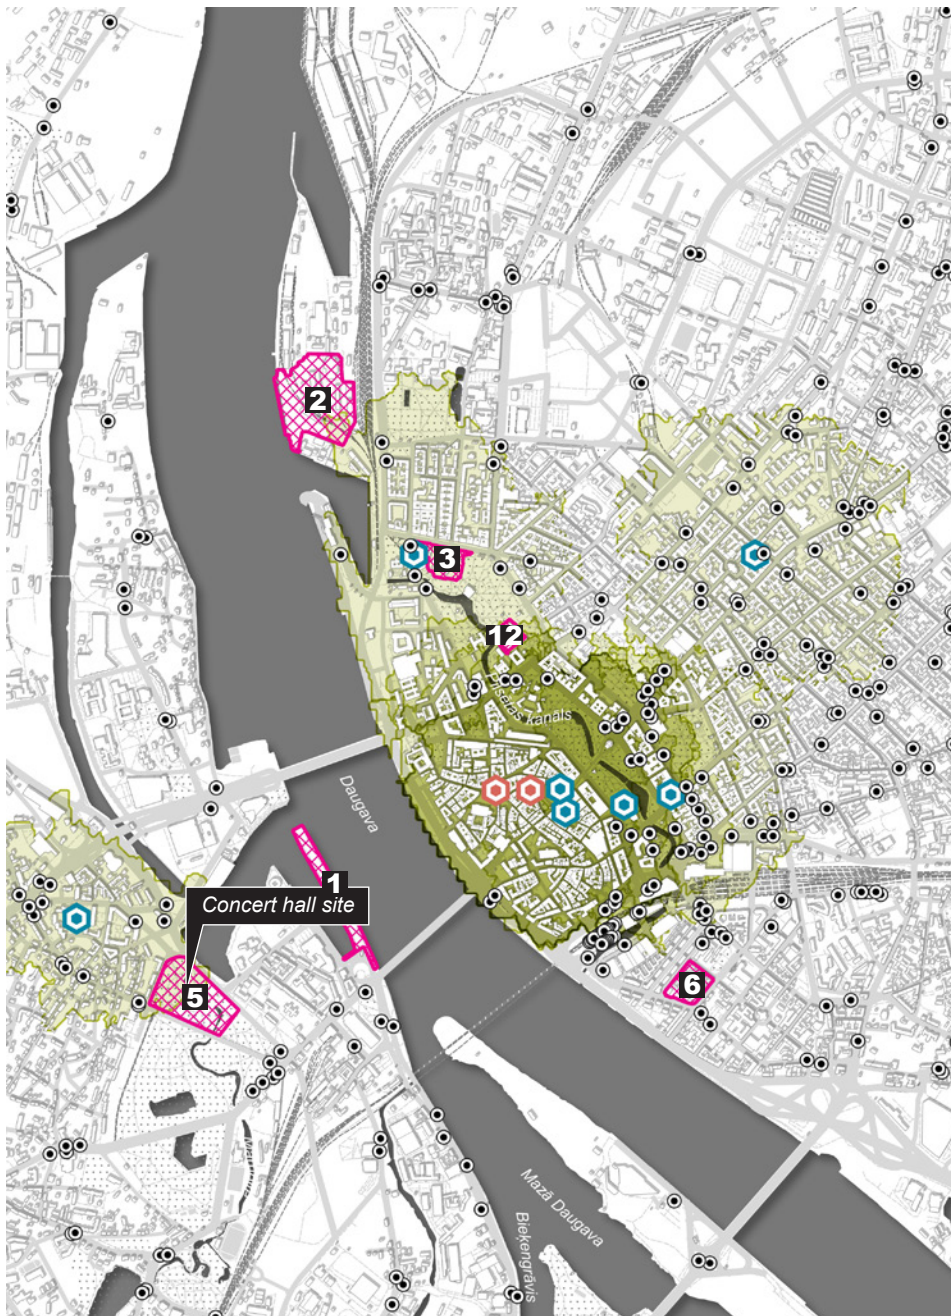 2
3
12
Pilsētas kanāls
Daugava
1
Concert hall site
5
6
Mazā Daugava
Bieķengrāvis